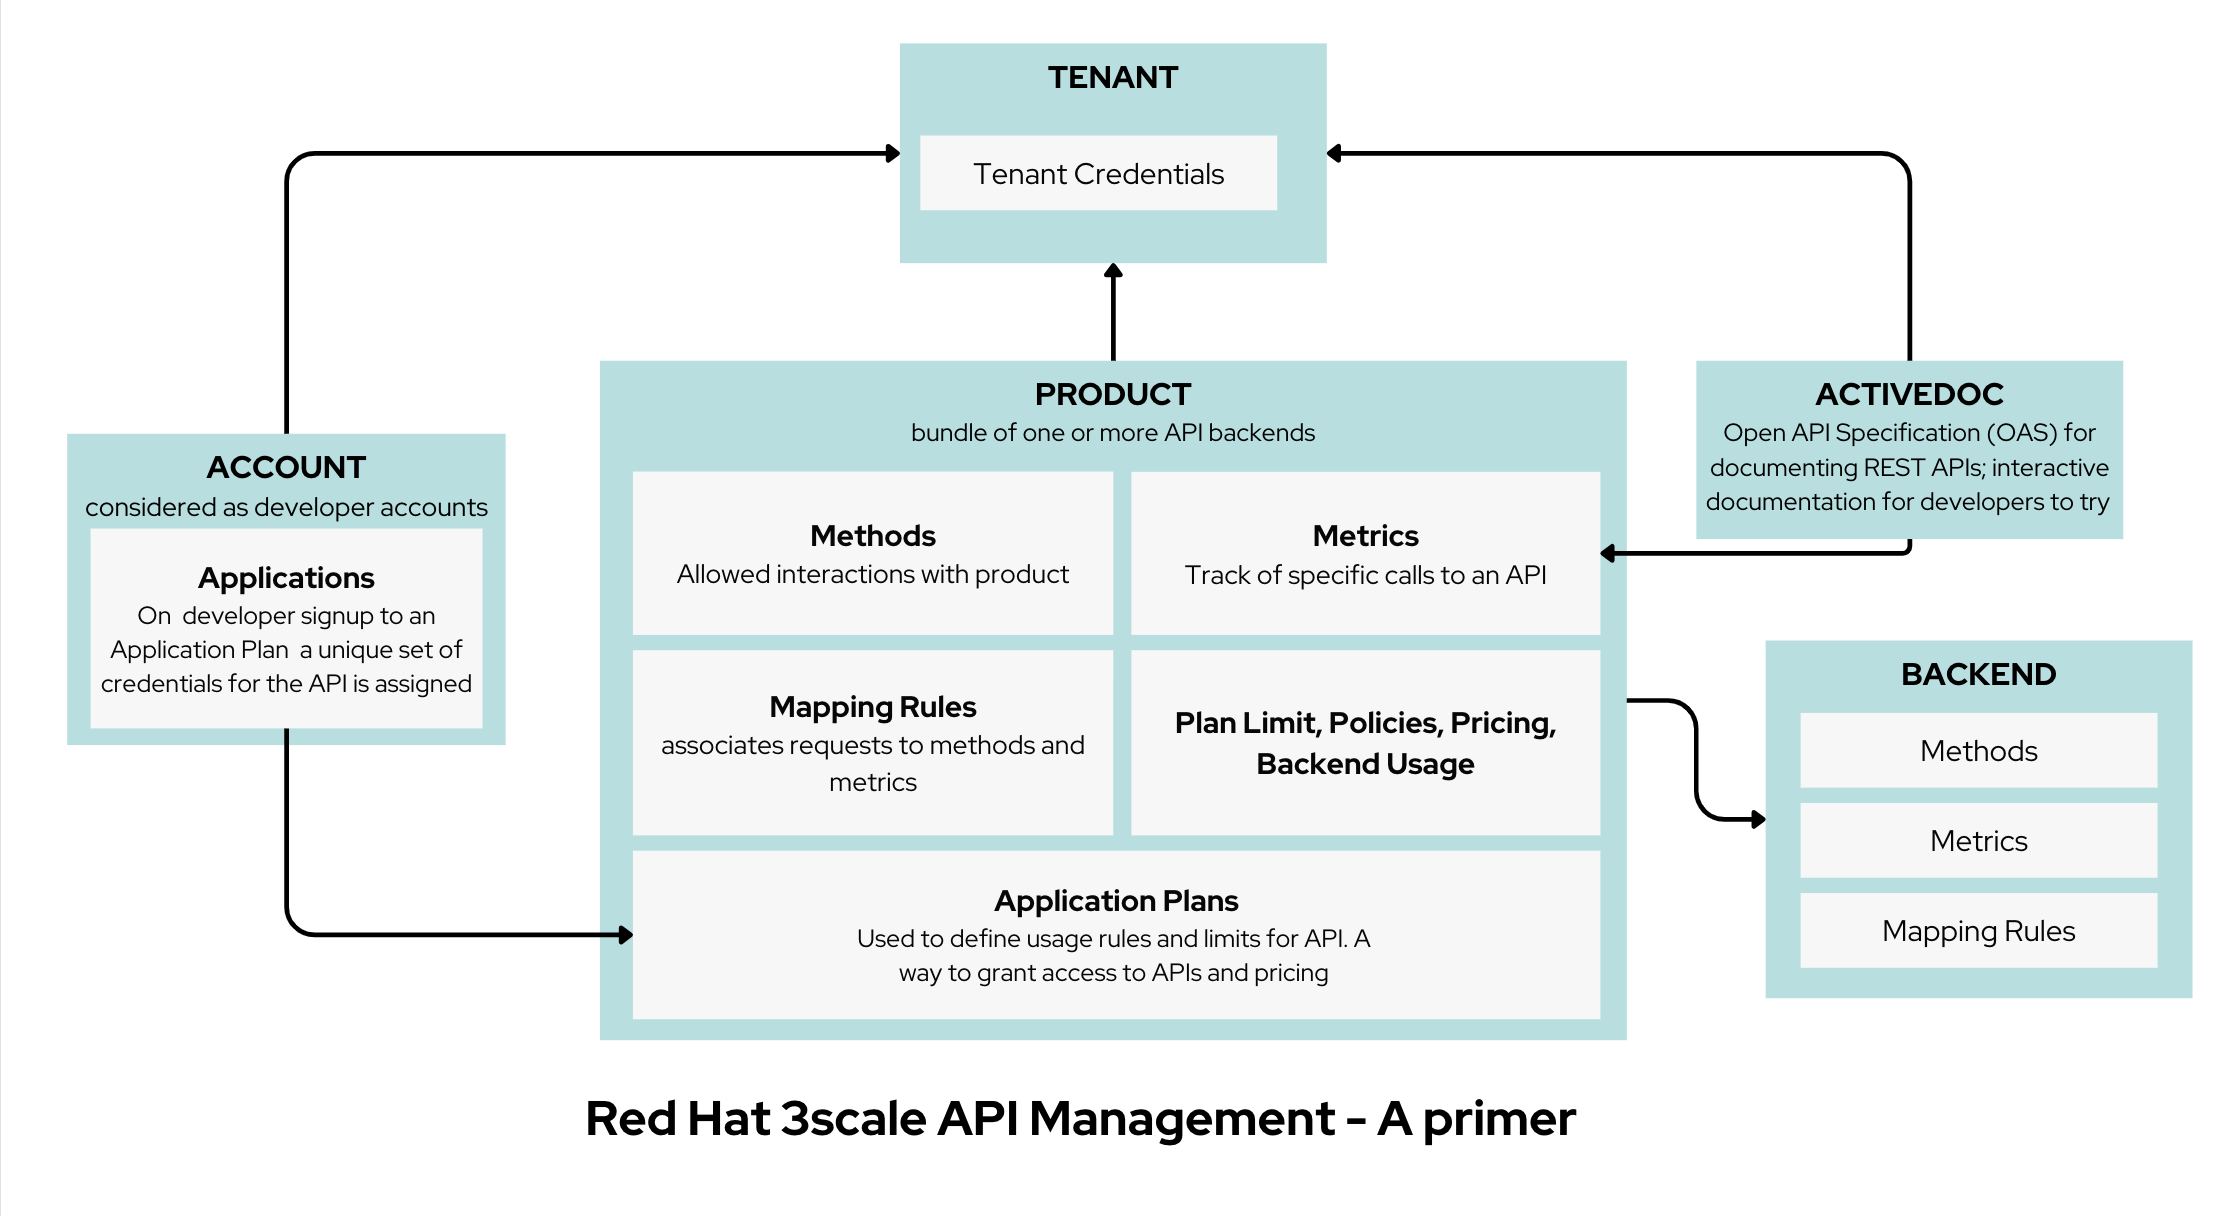 TENANT
Tenant Credentials
PRODUCT
bundle of one or more API backends
Methods
Allowed interactions with product
Metrics
Track of specific calls to an API
Mapping Rules
associates requests to methods and
metrics
Plan Limit, Policies, Pricing,
Backend Usage
Application Plans
Used to define usage rules and limits for API. A
way to grant access to APIs and pricing
ACCOUNT
considered as developer accounts
Applications
On developer signup to an
Application Plan a unique set of
credentials for the API is assigned
ACTIVEDOC
Open API Specification (OAS) for
documenting REST APIs; interactive
documentation for developers to try
BACKEND
Methods
Metrics
Mapping Rules
Red Hat 3scale API Management - A primer